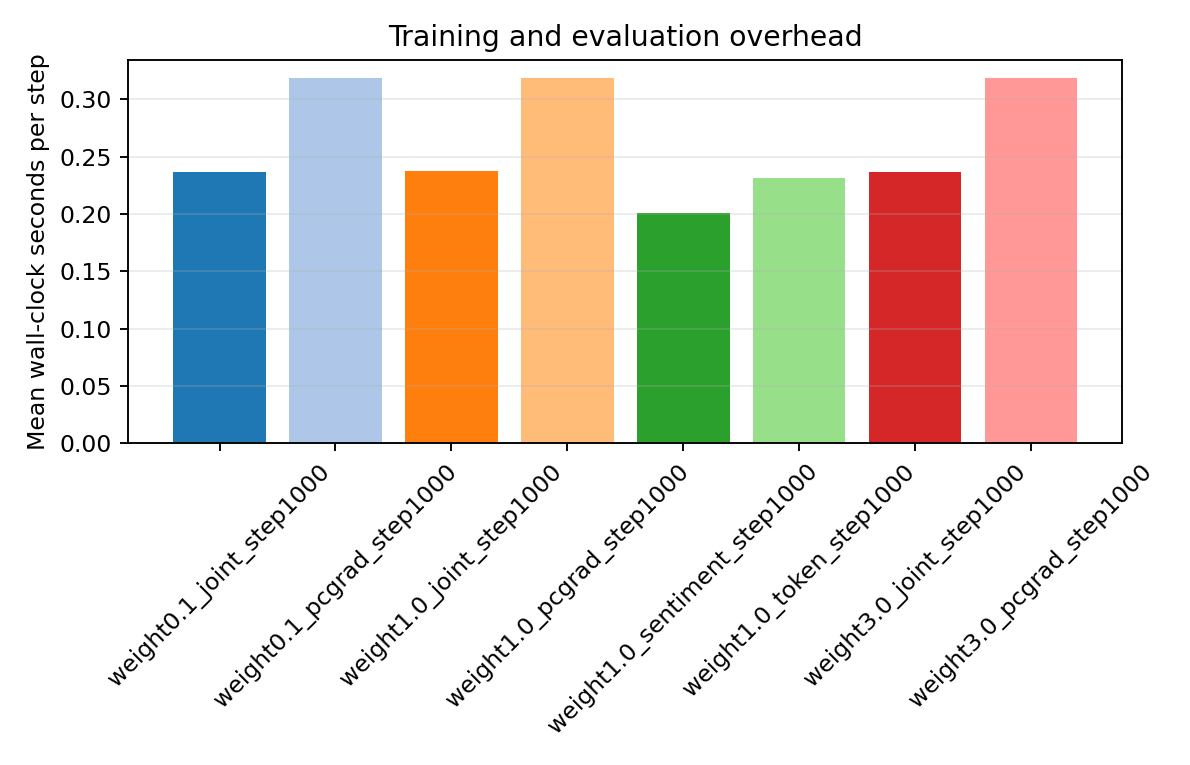 Training and evaluation overhead
Mean wall-clock seconds per step
0.30
0.25
0.20
0.15
0.10
0.05
0.00
weight0.1_joint_step1000
weight0.1_pcgrad_step1000
weight1.0_joint_step1000
weight1.0_pcgrad_step1000
weight1.0_sentiment_step1000
weight1.0_token_step1000
weight3.0_joint_step1000
weight3.0_pcgrad_step1000